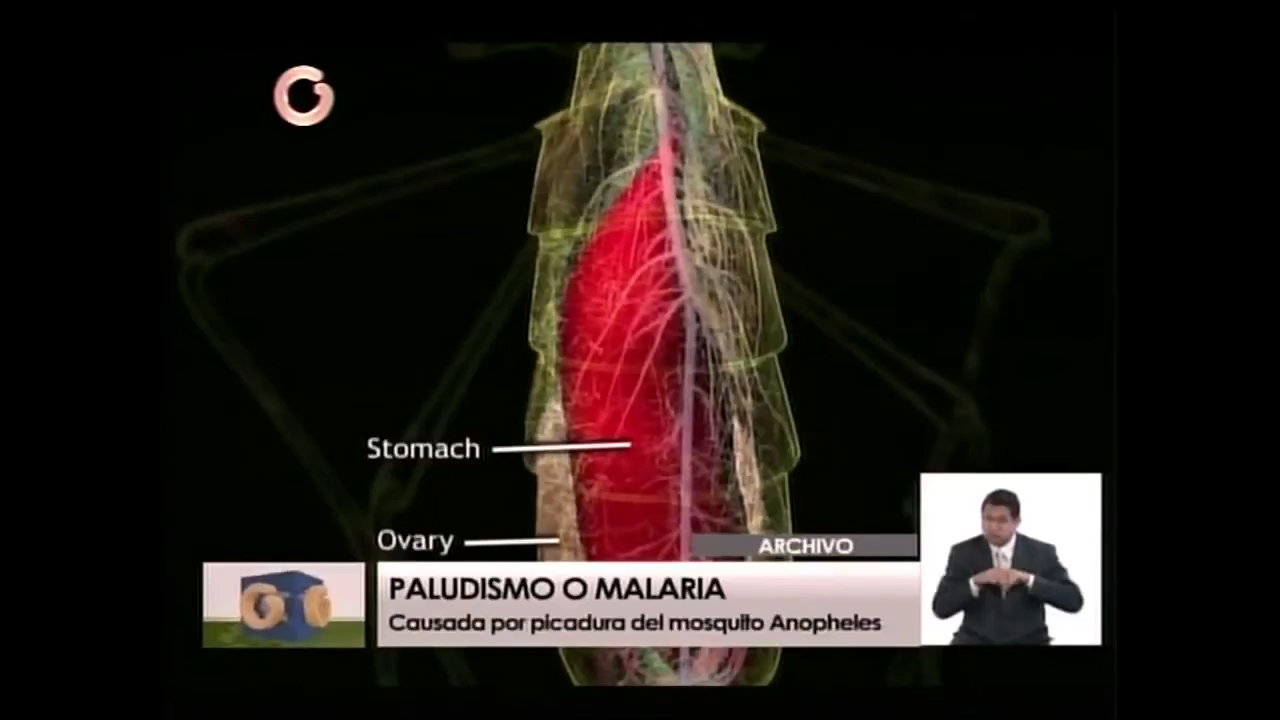 Stomach
Ovary
ARCHIVO
PALUDISMO O MALARIA
Causada por picadura del mosquito Anopheles